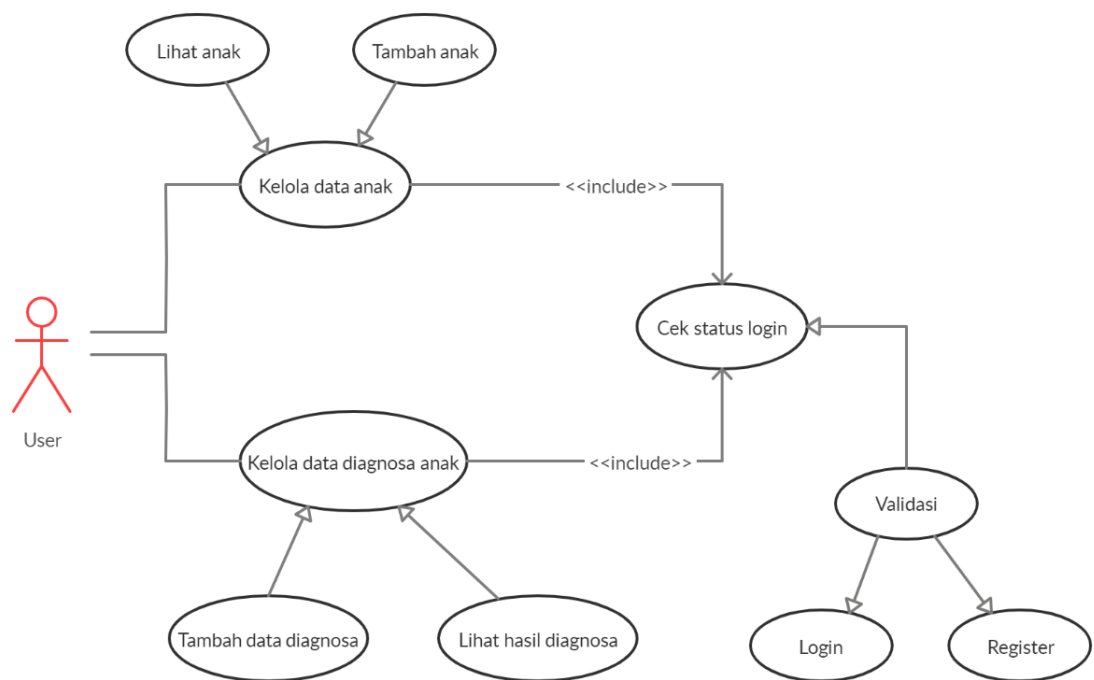 Lihat anak
Tambah anak
Kelola data anak
<<include>>
Cek status login
User
Kelola data diagnosa anak
<<include>>
Validasi
Tambah data diagnosa
Lihat hasil diagnosa
Login
Register